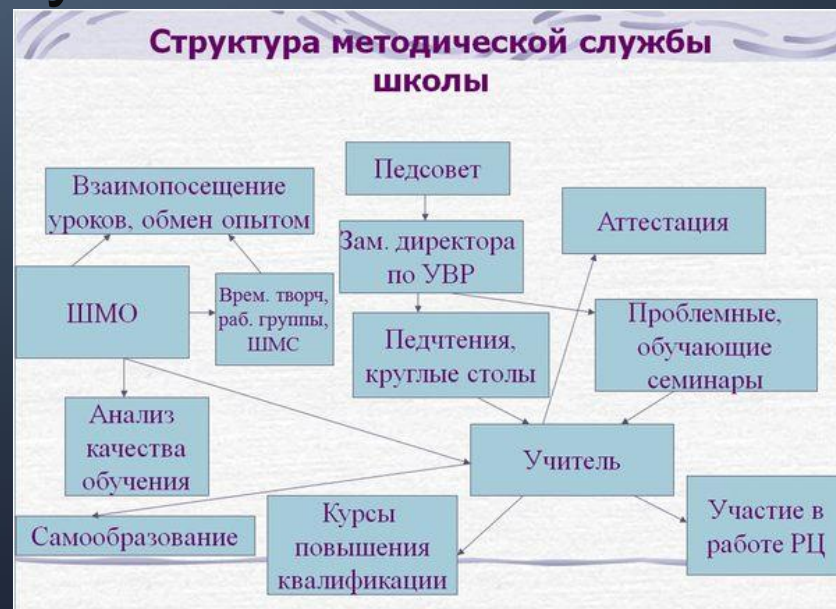 Структура методической службы
школы
Педсовет
Взаимопосещение
уроков, обмен опытом
Аттестация
Зам. директора
по УВР
ШМО
Врем. творч,
раб. группы,
ШМС
Педчтения,
круглые столы
Проблемные,
обучающие
семинары
Анализ
качества
обучения
Учитель
Самообразование
Курсы
повышения
квалификации
Участие в
работе РЦ